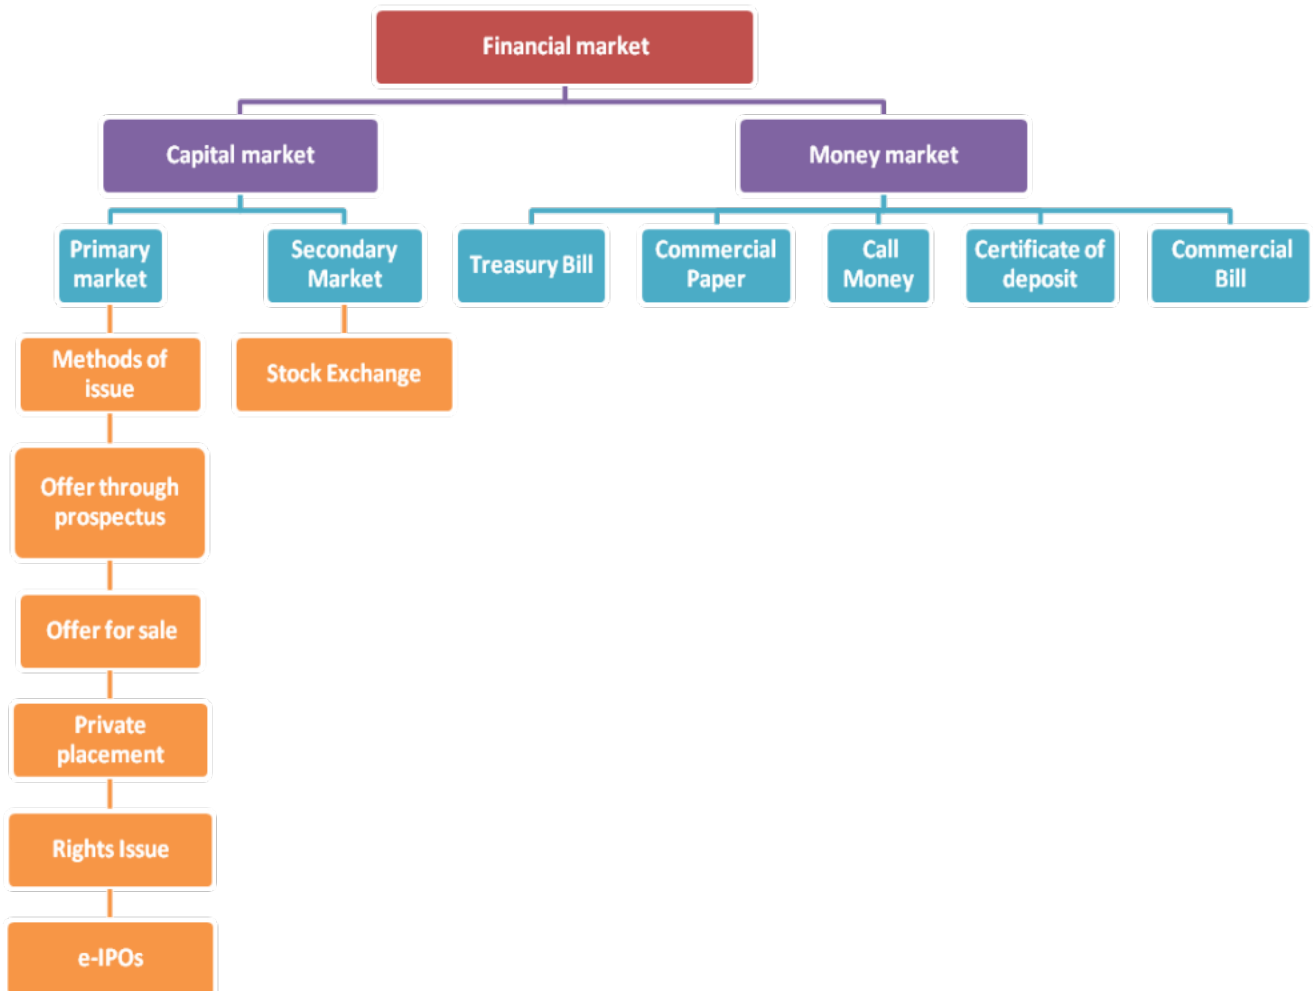 Financial market
Capital market
Money market
Primary
market
Secondary
Market
Treasury Bill
Commercial
Paper
Call
Money
Certificate of
deposit
Commercial
Bill
Methods of
issue
Stock Exchange
Offer through
prospectus
Offer for sale
Private
placement
Rights Issue
e-IPOs